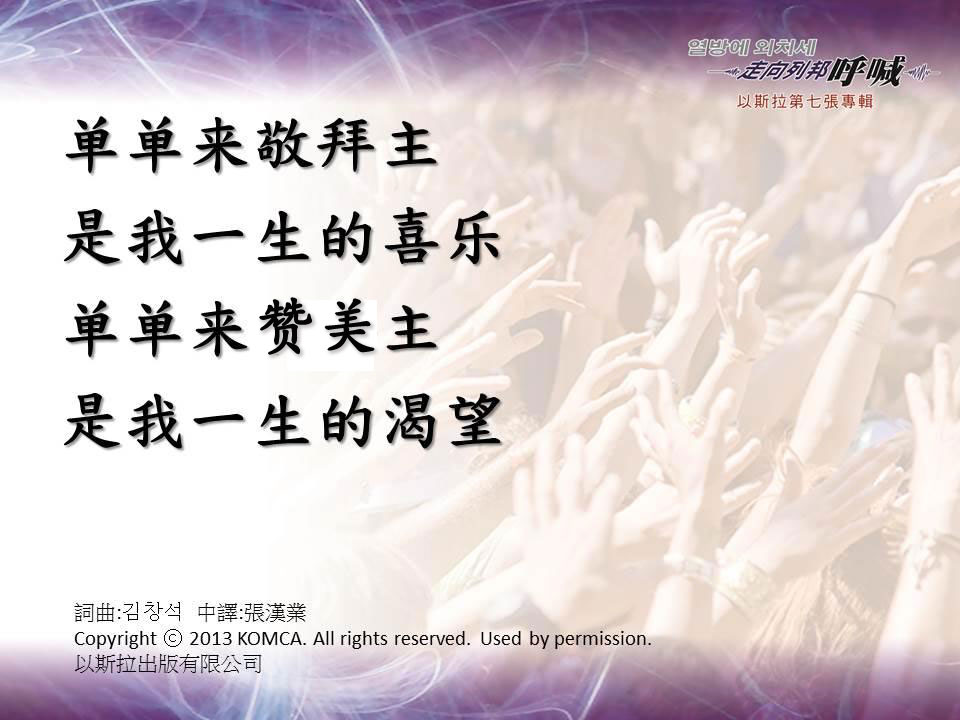 열방에 외치세
走向列邦呼喊
以斯拉第七張專輯
单单来敬拜主
是我一生的喜乐
单单来赞美主
是我一生的渴望
詞曲:김창석 中譯:張漢業
Copyright ⓒ 2013 KOMCA. All rights reserved. Used by permission.
以斯拉出版有限公司